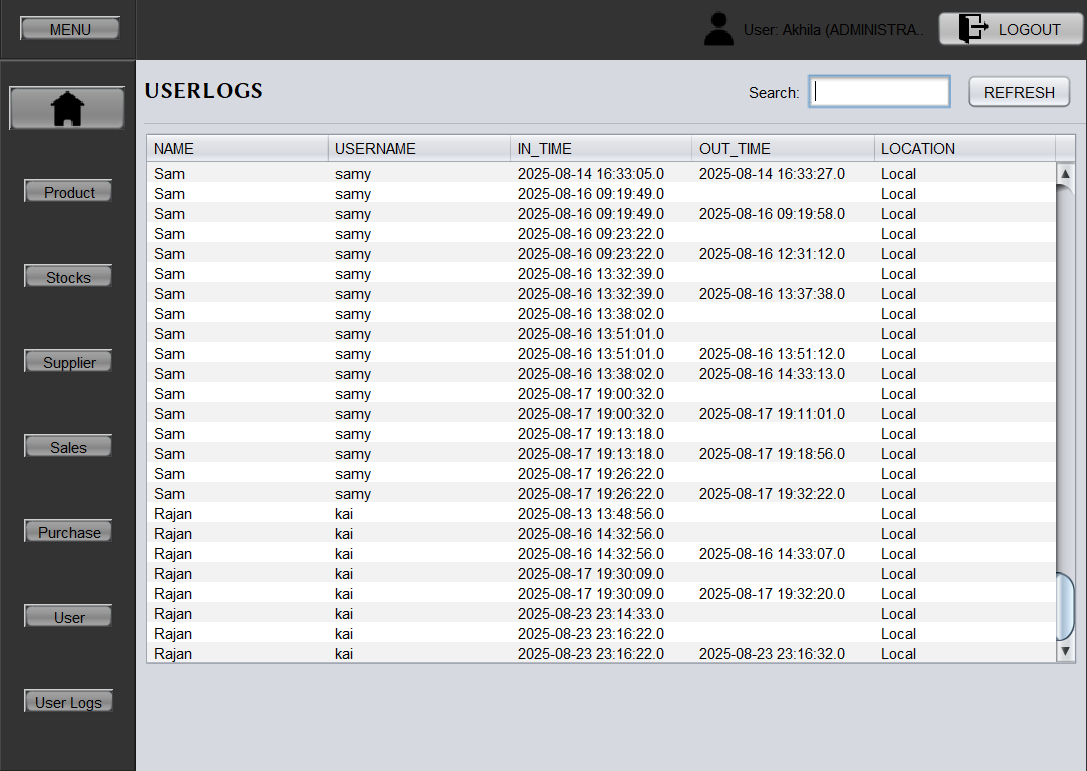 MENU
User: Akhila (ADMINISTRA..
LOGOUT
USERLOGS
Search:
REFRESH
Product
Stocks
Supplier
Sales
Purchase
User
User Logs
NAME USERNAME IN_TIME OUT_TIME LOCATION
Sam samy 2025-08-14 16:33:05.0 2025-08-14 16:33:27.0 Local
Sam samy 2025-08-16 09:19:49.0 Local
Sam samy 2025-08-16 09:19:49.0 2025-08-16 09:19:58.0 Local
Sam samy 2025-08-16 09:23:22.0 Local
Sam samy 2025-08-16 09:23:22.0 2025-08-16 12:31:12.0 Local
Sam samy 2025-08-16 13:32:39.0 Local
Sam samy 2025-08-16 13:32:39.0 2025-08-16 13:37:38.0 Local
Sam samy 2025-08-16 13:38:02.0 Local
Sam samy 2025-08-16 13:51:01.0 Local
Sam samy 2025-08-16 13:51:01.0 2025-08-16 13:51:12.0 Local
Sam samy 2025-08-16 13:38:02.0 2025-08-16 14:33:13.0 Local
Sam samy 2025-08-17 19:00:32.0 Local
Sam samy 2025-08-17 19:00:32.0 2025-08-17 19:11:01.0 Local
Sam samy 2025-08-17 19:13:18.0 Local
Sam samy 2025-08-17 19:13:18.0 2025-08-17 19:18:56.0 Local
Sam samy 2025-08-17 19:26:22.0 Local
Sam samy 2025-08-17 19:26:22.0 2025-08-17 19:32:22.0 Local
Rajan kai 2025-08-13 13:48:56.0 Local
Rajan kai 2025-08-16 14:32:56.0 Local
Rajan kai 2025-08-16 14:32:56.0 2025-08-16 14:33:07.0 Local
Rajan kai 2025-08-17 19:30:09.0 Local
Rajan kai 2025-08-17 19:30:09.0 2025-08-17 19:32:20.0 Local
Rajan kai 2025-08-23 23:14:33.0 Local
Rajan kai 2025-08-23 23:16:22.0 Local
Rajan kai 2025-08-23 23:16:22.0 2025-08-23 23:16:32.0 Local